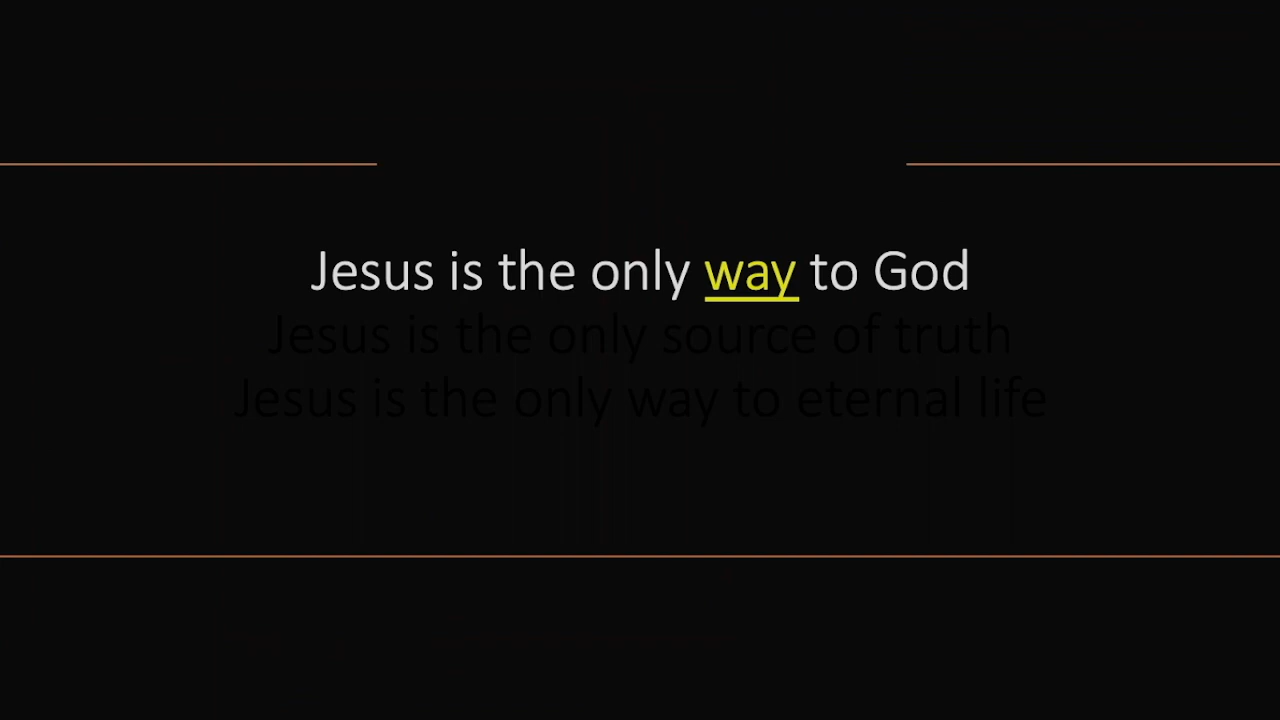 Jesus is the only way to God
Jesus is the only source of truth
Jesus is the only way to eternal life